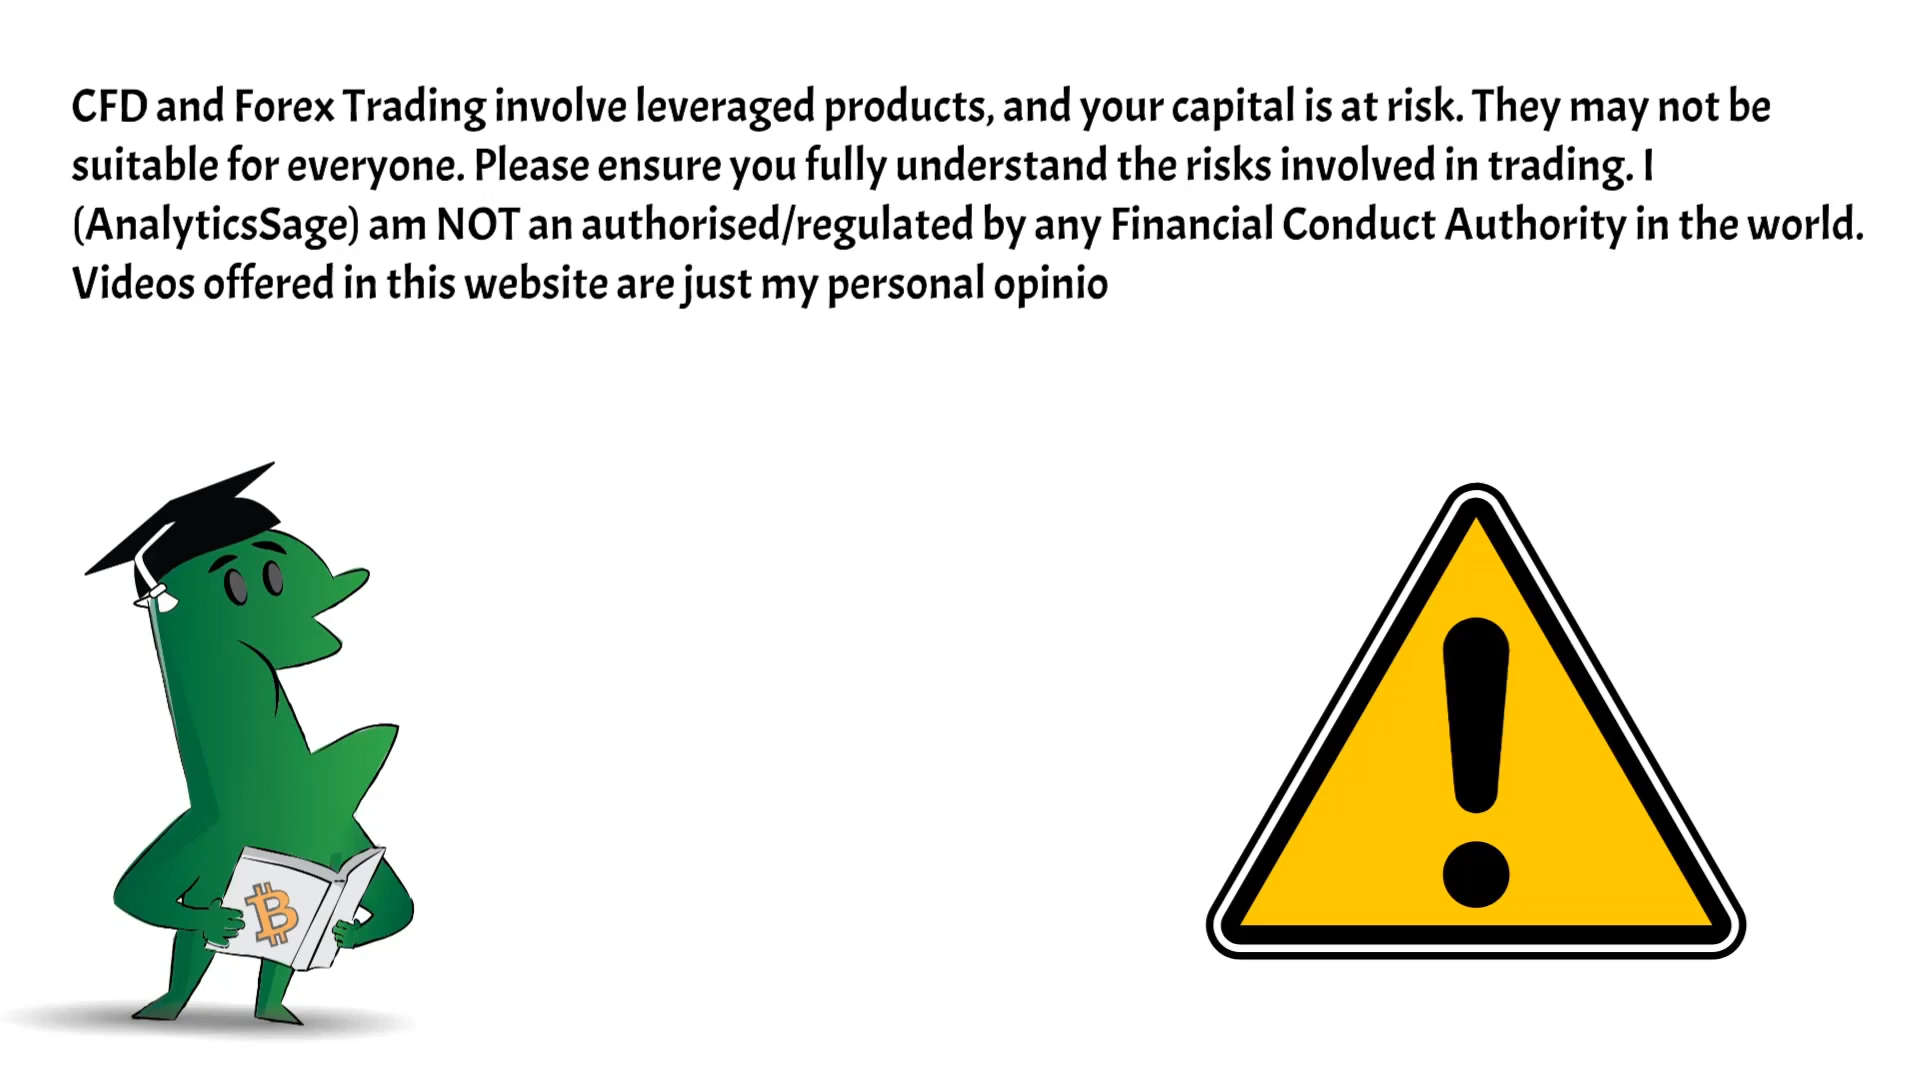 CFD and Forex Trading involve leveraged products, and your capital is at risk. They may not be
suitable for everyone. Please ensure you fully understand the risks involved in trading. I
(AnalyticsSage) am NOT an authorised/regulated by any Financial Conduct Authority in the world.
Videos offered in this website are just my personal opinio